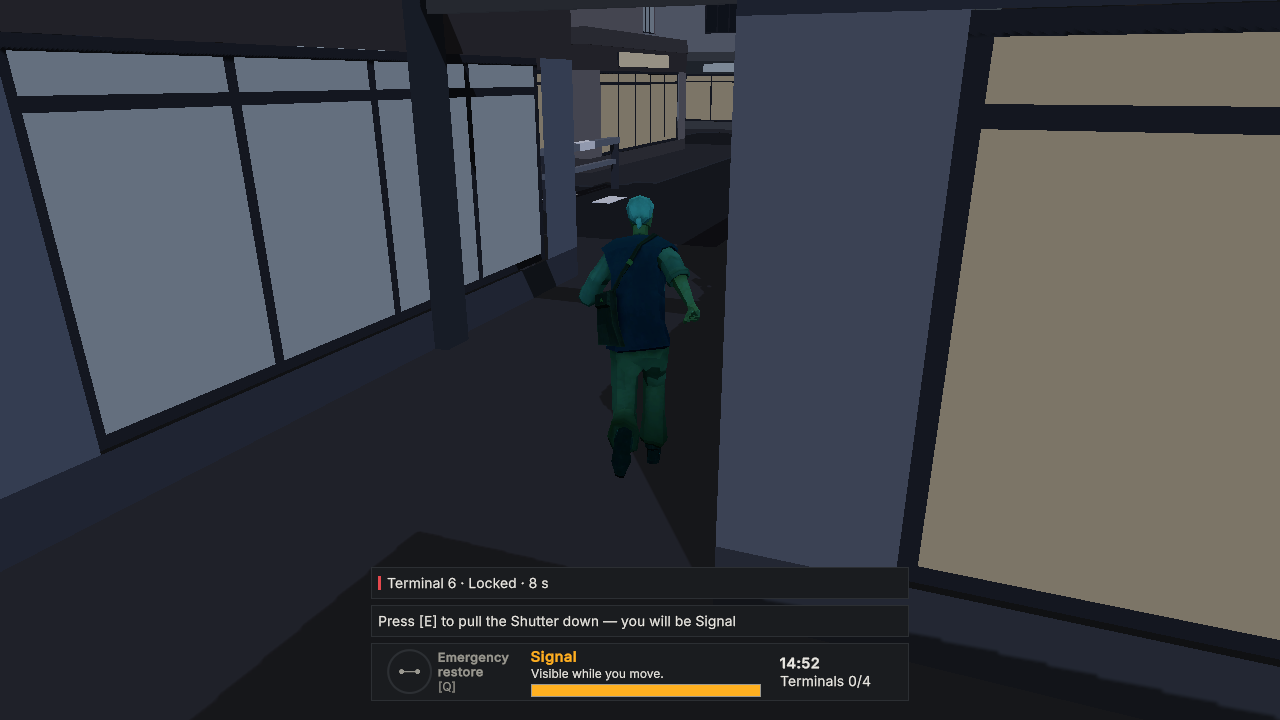 Terminal 6 · Locked · 8 s
Press [E] to pull the Shutter down — you will be Signal
Emergency
restore
[Q]
Signal
Visible while you move.
14:52
Terminals 0/4